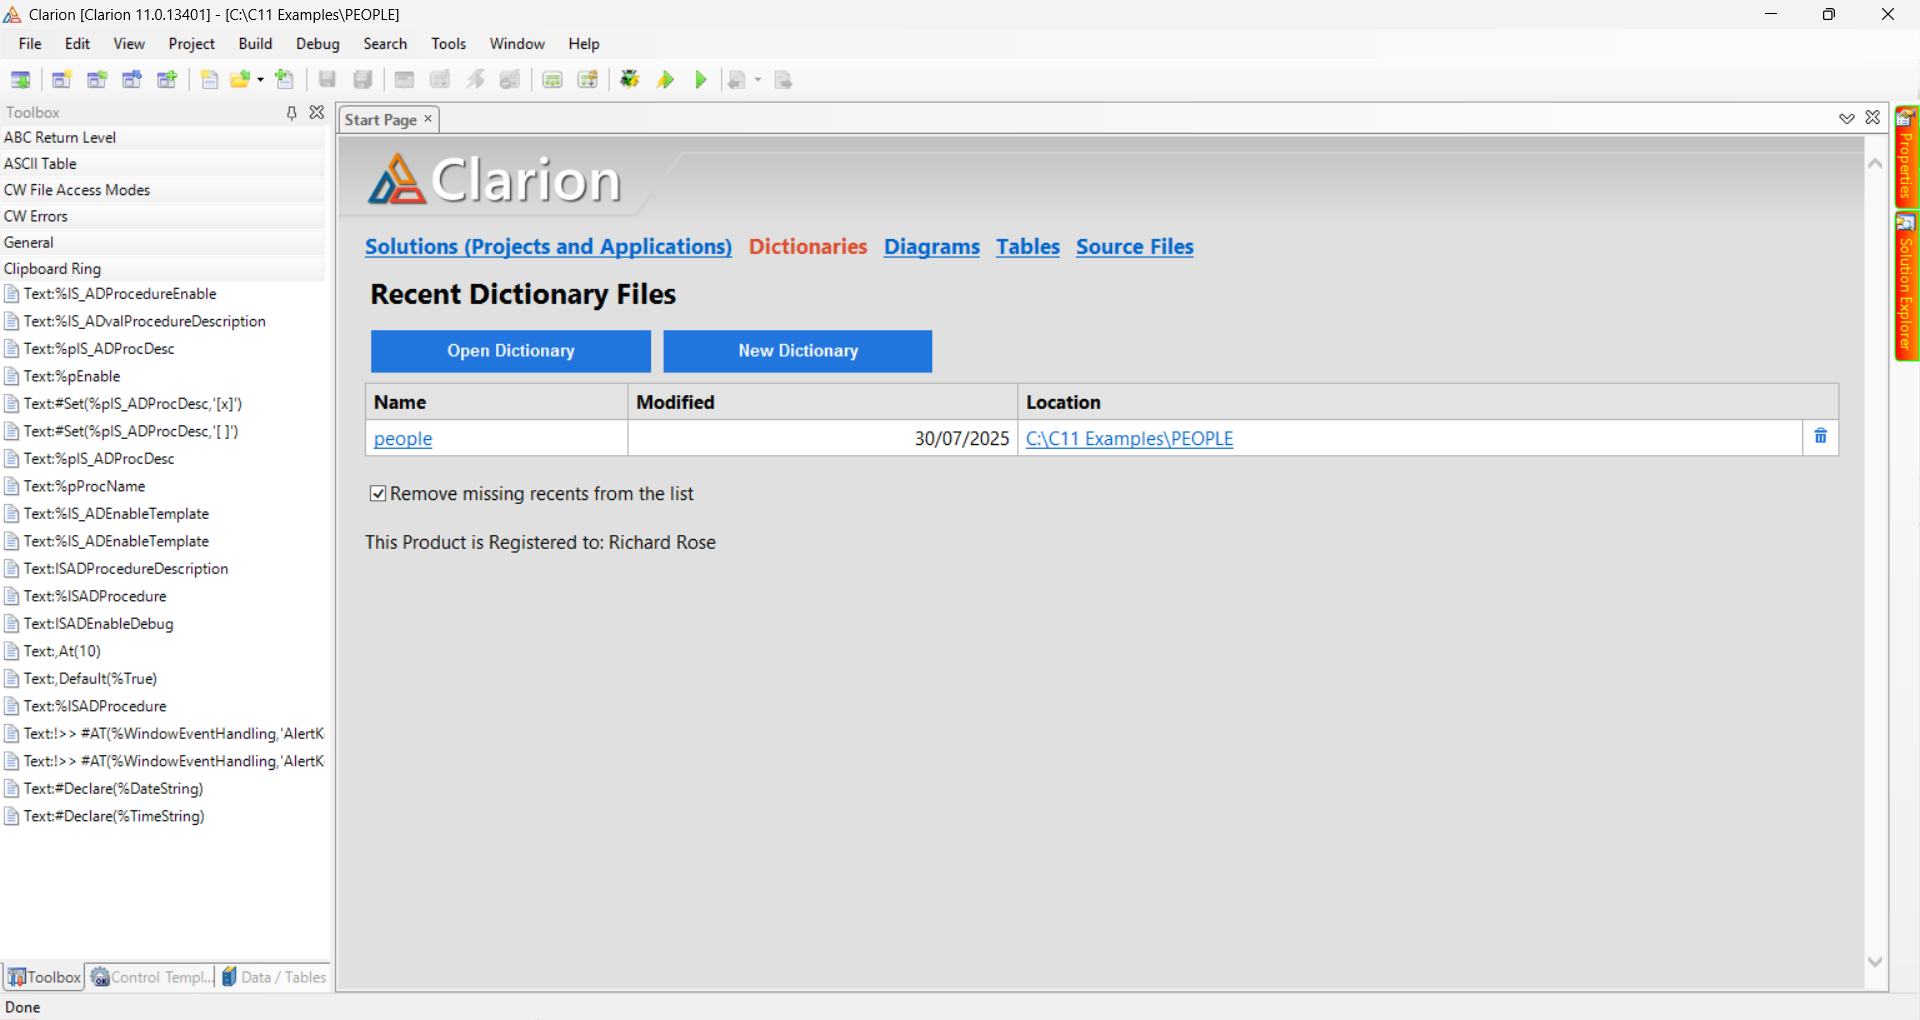 Clarion [Clarion 11.0.13401] - [C:\C11 Examples\PEOPLE]
File Edit View Project Build Debug Search Tools Window Help
Toolbox
ABC Return Level
ASCII Table
CW File Access Modes
CW Errors
General
Clipboard Ring
Text:%IS_ADProcedureEnable
Text:%IS_ADvalProcedureDescription
Text:%pIS_ADProcDesc
Text:%pEnable
Text:#Set(%pIS_ADProcDesc,'[x]')
Text:#Set(%pIS_ADProcDesc,'[ ]')
Text:%pIS_ADProcDesc
Text:%pProcName
Text:%IS_ADEnableTemplate
Text:%IS_ADEnableTemplate
Text:ISADProcedureDescription
Text:%ISADProcedure
Text:ISADEnableDebug
Text:,At(10)
Text:,Default(%True)
Text:%ISADProcedure
Text:!>> #AT(%WindowEventHandling,'AlertK
Text:!>> #AT(%WindowEventHandling,'AlertK
Text:#Declare(%DateString)
Text:#Declare(%TimeString)
Toolbox Control Templ... Data / Tables
Done
Start Page
Clarion
Solutions (Projects and Applications) Dictionaries Diagrams Tables Source Files
Recent Dictionary Files
Open Dictionary New Dictionary
Name Modified Location
people 30/07/2025 C:\C11 Examples\PEOPLE
Remove missing recents from the list
This Product is Registered to: Richard Rose
Properties
Solution Explorer